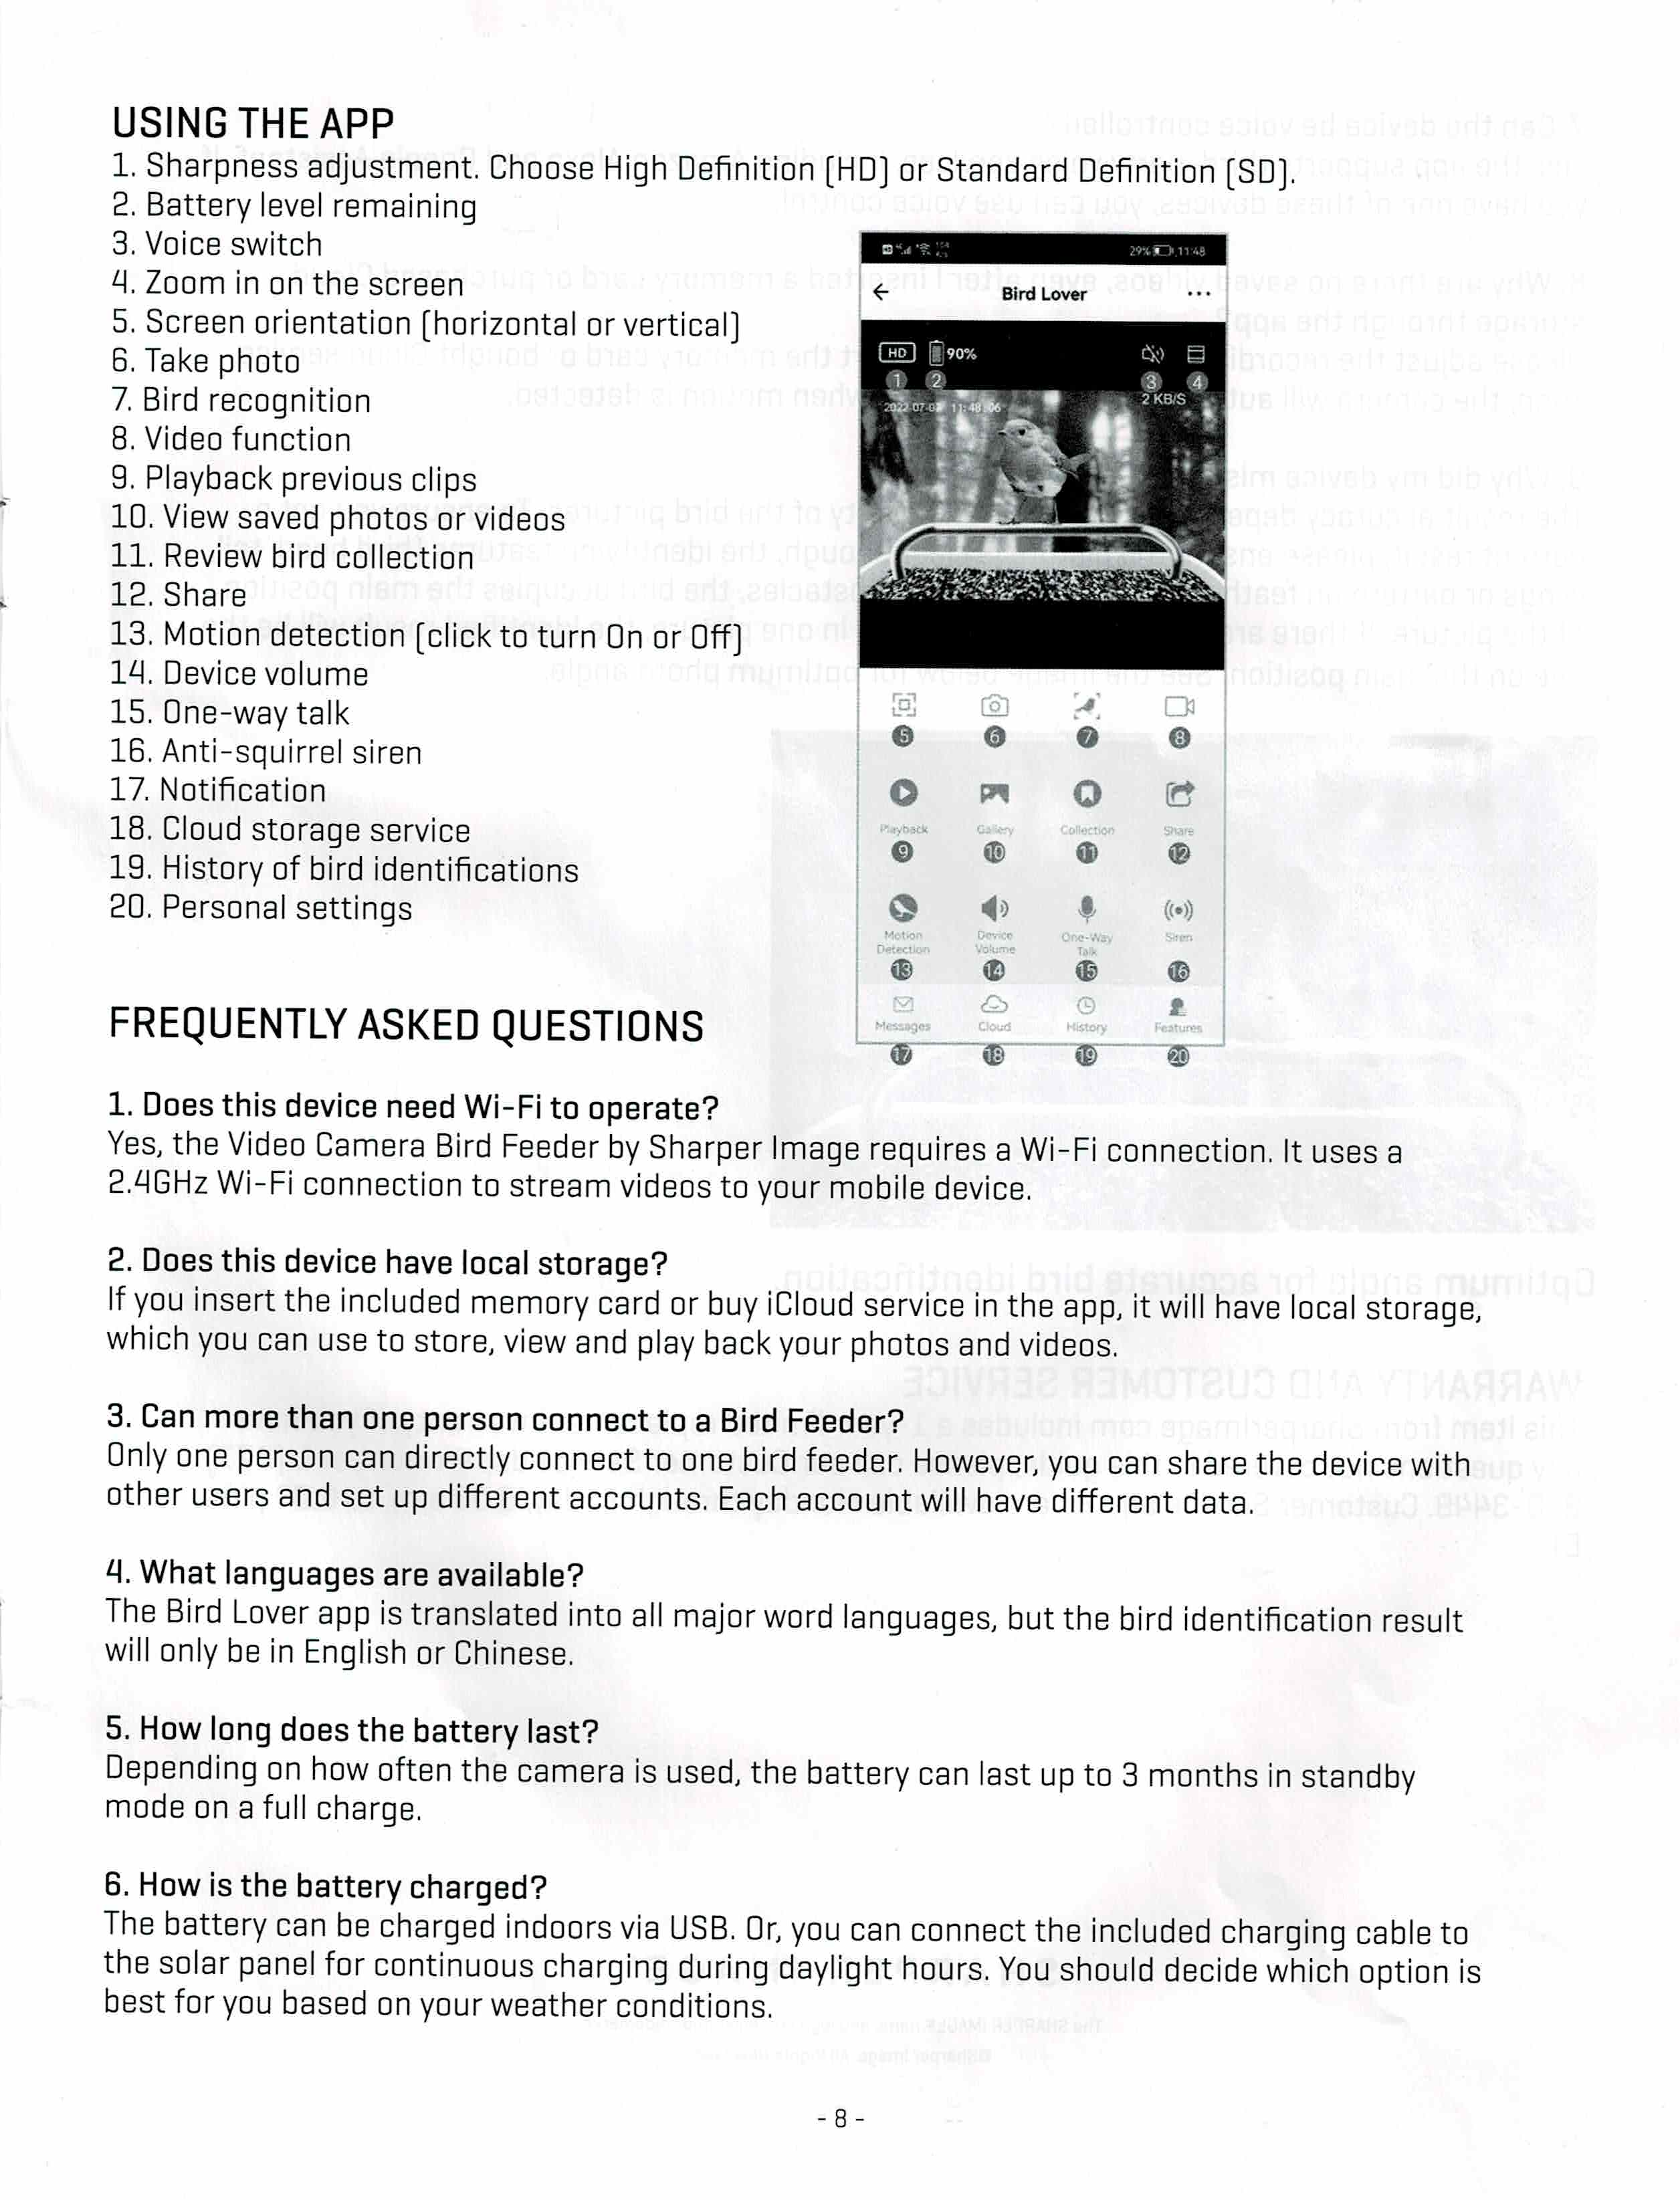 USING THE APP
1. Sharpness adjustment. Choose High Definition (HD) or Standard Definition (SD).
2. Battery level remaining
3. Voice switch
4. Zoom in on the screen
5. Screen orientation (horizontal or vertical)
6. Take photo
7. Bird recognition
8. Video function
9. Playback previous clips
10. View saved photos or videos
11. Review bird collection
12. Share
13. Motion detection (click to turn On or Off)
14. Device volume
15. One-way talk
16. Anti-squirrel siren
17. Notification
18. Cloud storage service
19. History of bird identifications
20. Personal settings
29% 11:48
Bird Lover
HD 90%
1 2 3 4
2 KB/S
2022-07-07 11:48:06
5 6 7 8
Playback Gallery Collection Share
9 10 11 12
Motion Detection Device Volume One-Way Talk Siren
13 14 15 16
Messages Cloud History Features
17 18 19 20
FREQUENTLY ASKED QUESTIONS
1. Does this device need Wi-Fi to operate?
Yes, the Video Camera Bird Feeder by Sharper Image requires a Wi-Fi connection. It uses a
2.4GHz Wi-Fi connection to stream videos to your mobile device.
2. Does this device have local storage?
If you insert the included memory card or buy iCloud service in the app, it will have local storage,
which you can use to store, view and play back your photos and videos.
3. Can more than one person connect to a Bird Feeder?
Only one person can directly connect to one bird feeder. However, you can share the device with
other users and set up different accounts. Each account will have different data.
4. What languages are available?
The Bird Lover app is translated into all major word languages, but the bird identification result
will only be in English or Chinese.
5. How long does the battery last?
Depending on how often the camera is used, the battery can last up to 3 months in standby
mode on a full charge.
6. How is the battery charged?
The battery can be charged indoors via USB. Or, you can connect the included charging cable to
the solar panel for continuous charging during daylight hours. You should decide which option is
best for you based on your weather conditions.
- 8 -